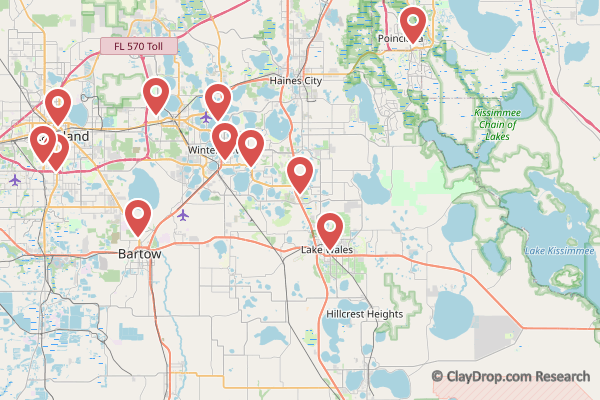 Poinciana
FL 570 Toll
Haines City
Kissimmee
Chain of
Lakes
land
Winte
Bartow
Lake Wales
Lake Kissimmee
Hillcrest Heights
© ClayDrop.com Research